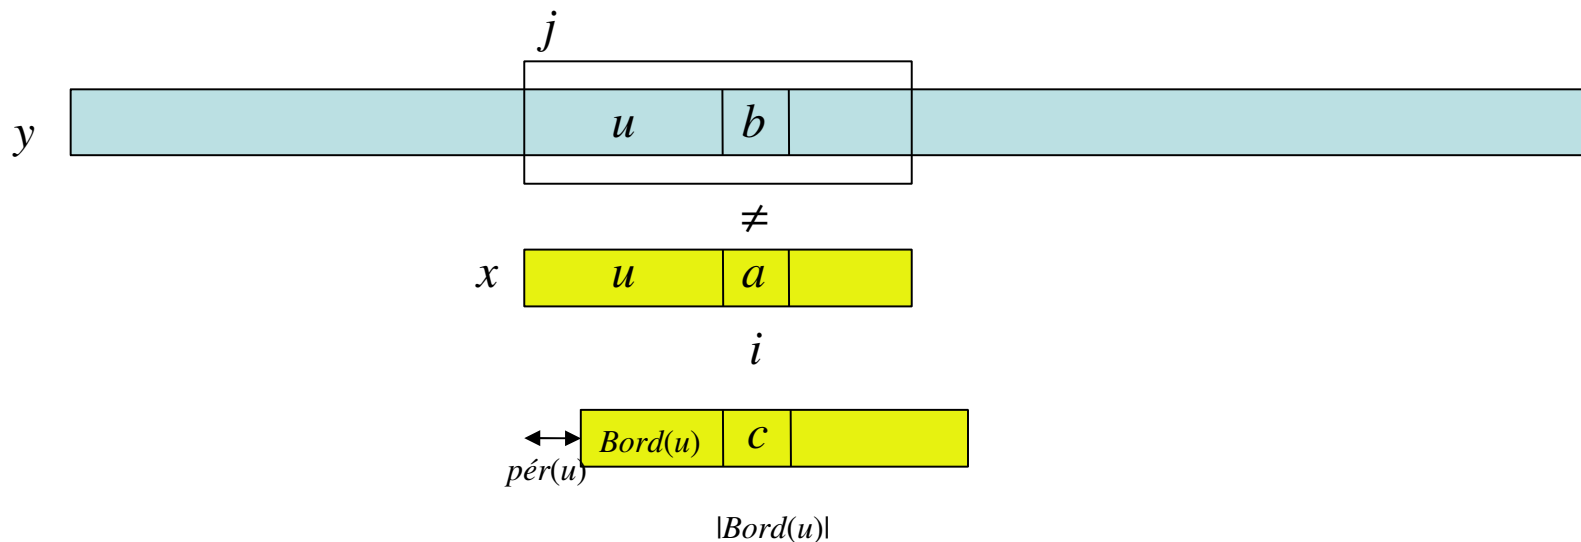 j
y u b
≠
x u a
i
Bord(u) c
pér(u)
|Bord(u)|